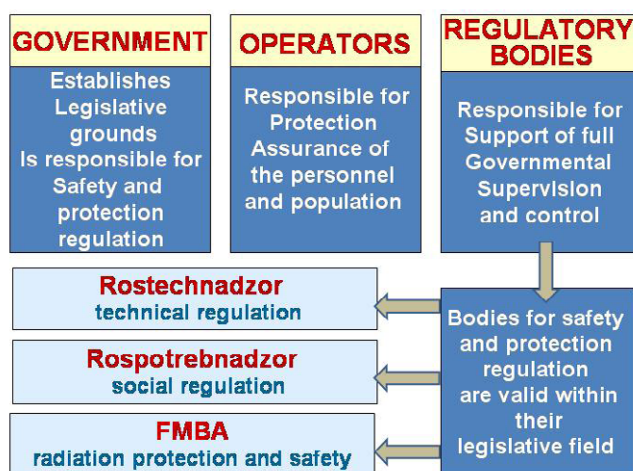 GOVERNMENT
Establishes
Legislative
grounds
Is responsible for
Safety and
protection
regulation
OPERATORS
Responsible for
Protection
Assurance of
the personnel
and population
REGULATORY
BODIES
Responsible for
Support of full
Governmental
Supervision
and control
Bodies for safety
and protection
regulation
are valid within
their
legislative field
Rostechnadzor
technical regulation
Rospotrebnadzor
social regulation
FMBA
radiation protection and safety